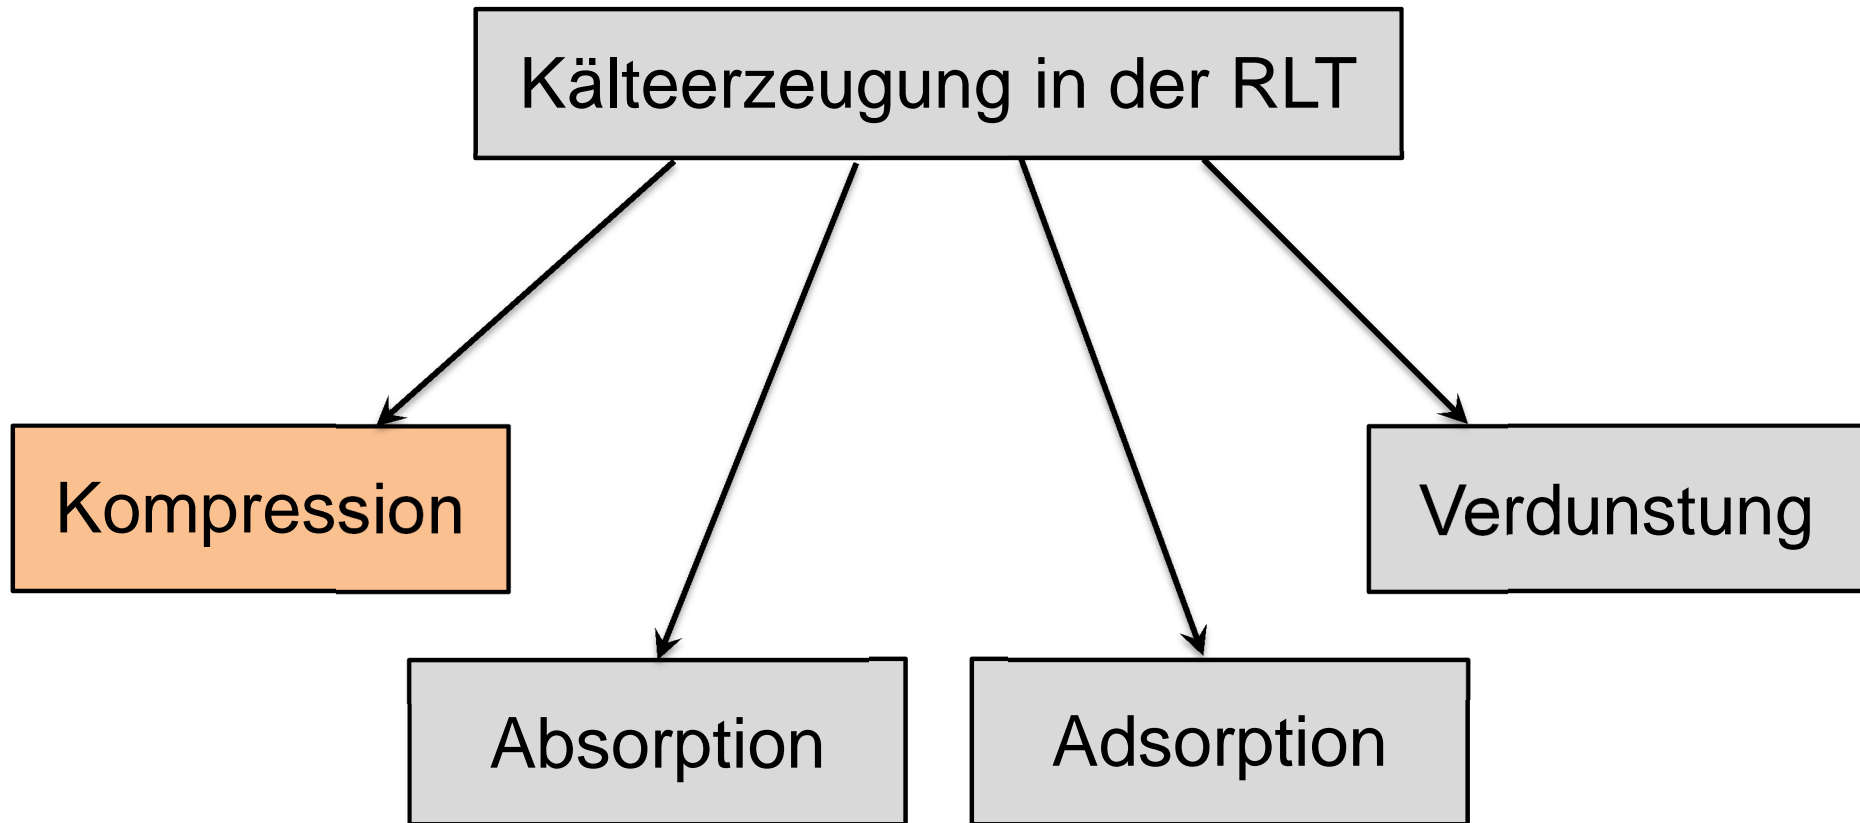 Kälteerzeugung in der RLT
Kompression
Verdunstung
Absorption
Adsorption